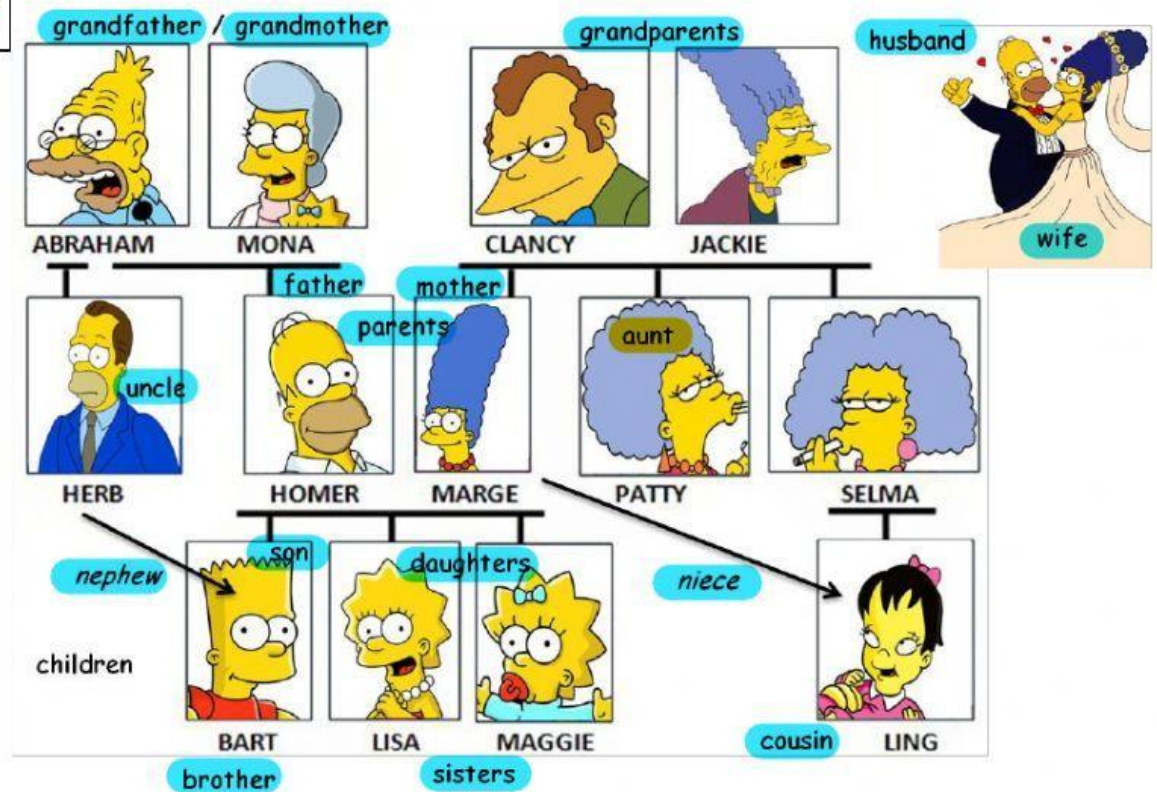 grandfather / grandmother
grandparents
husband
wife
ABRAHAM MONA CLANCY JACKIE
father mother
parents
aunt
uncle
HERB HOMER MARGE PATTY SELMA
son
daughters
nephew
niece
children
BART LISA MAGGIE LING
cousin
brother
sisters